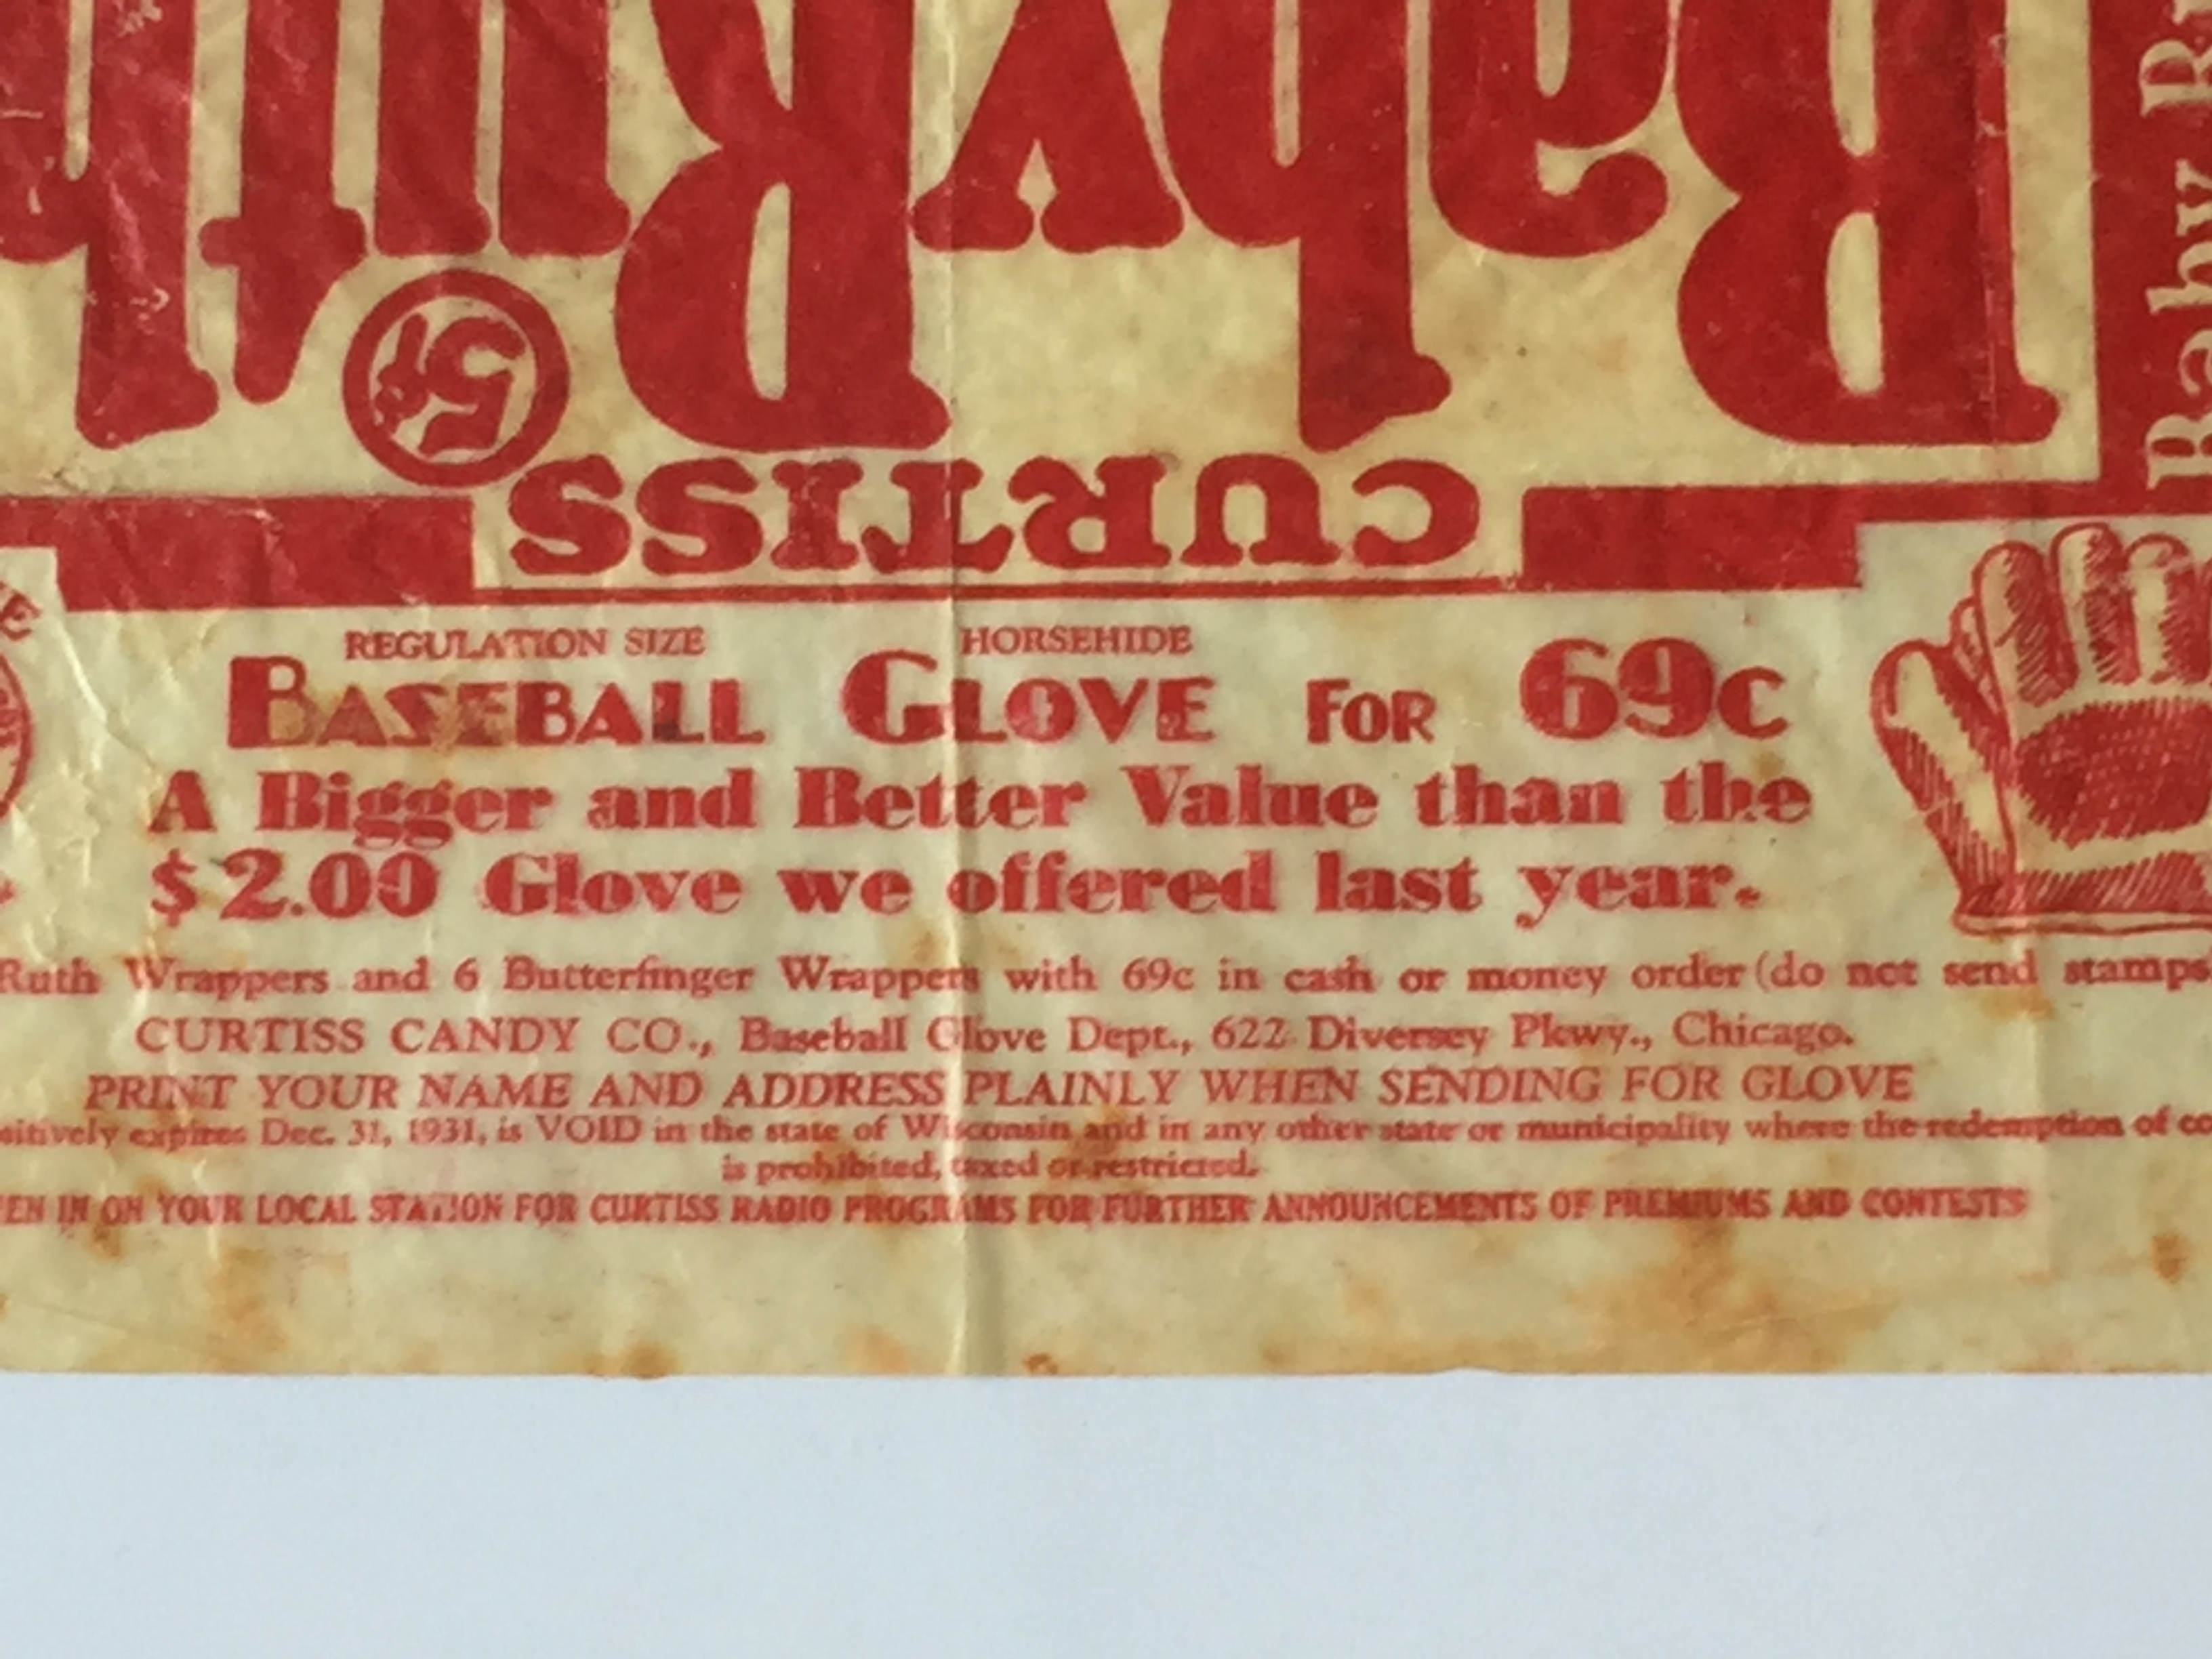 Baby Ruth
5¢
CURTISS
Baby
REGULATION SIZE HORSEHIDE
BASEBALL GLOVE FOR 69c
A Bigger and Better Value than the
$2.00 Glove we offered last year.
Ruth Wrappers and 6 Butterfinger Wrappers with 69c in cash or money order (do not send stamps
CURTISS CANDY CO., Baseball Glove Dept., 622 Diversey Pkwy., Chicago.
PRINT YOUR NAME AND ADDRESS PLAINLY WHEN SENDING FOR GLOVE
expires Dec. 31, 1931, is VOID in the state of Wisconsin and in any other state or municipality where the redemption of
is prohibited, taxed or restricted.
IN ON YOUR LOCAL STATION FOR CURTISS RADIO PROGRAMS FOR FURTHER ANNOUNCEMENTS OF PREMIUMS AND CONTESTS